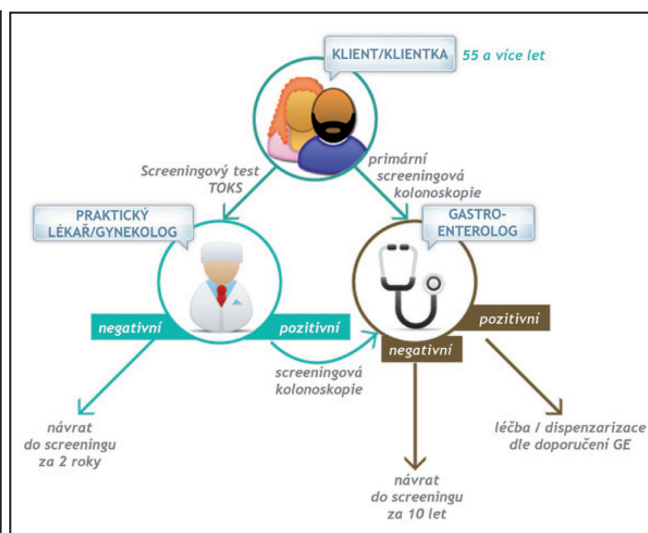 KLIENT/KLIENTKA
55 a více let
Screeningový test
TOKS
primární
screeningová
kolonoskopie
PRAKTICKÝ
LÉKAŘ/GYNEKOLOG
GASTRO-
ENTEROLOG
negativní
pozitivní
negativní
pozitivní
screeningová
kolonoskopie
návrat
do screeningu
za 2 roky
léčba / dispenzarizace
dle doporučení GE
návrat
do screeningu
za 10 let